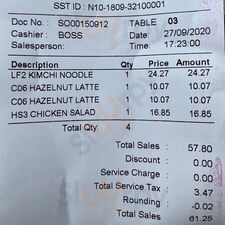 SST ID : N10-1809-32100001
Doc No. : SO00150912 TABLE 03
Cashier : BOSS Date : 27/09/2020
Salesperson: Time : 17:23:00
Description Qty Price Amount
LF2 KIMCHI NOODLE 1 24.27 24.27
C06 HAZELNUT LATTE 1 10.07 10.07
C06 HAZELNUT LATTE 1 10.07 10.07
HS3 CHICKEN SALAD 1 16.85 16.85
Total Qty: 4
Total Sales : 57.80
Discount : 0.00
Service Charge : 0.00
Total Service Tax : 3.47
Rounding : -0.02
Total Sales : 61.25